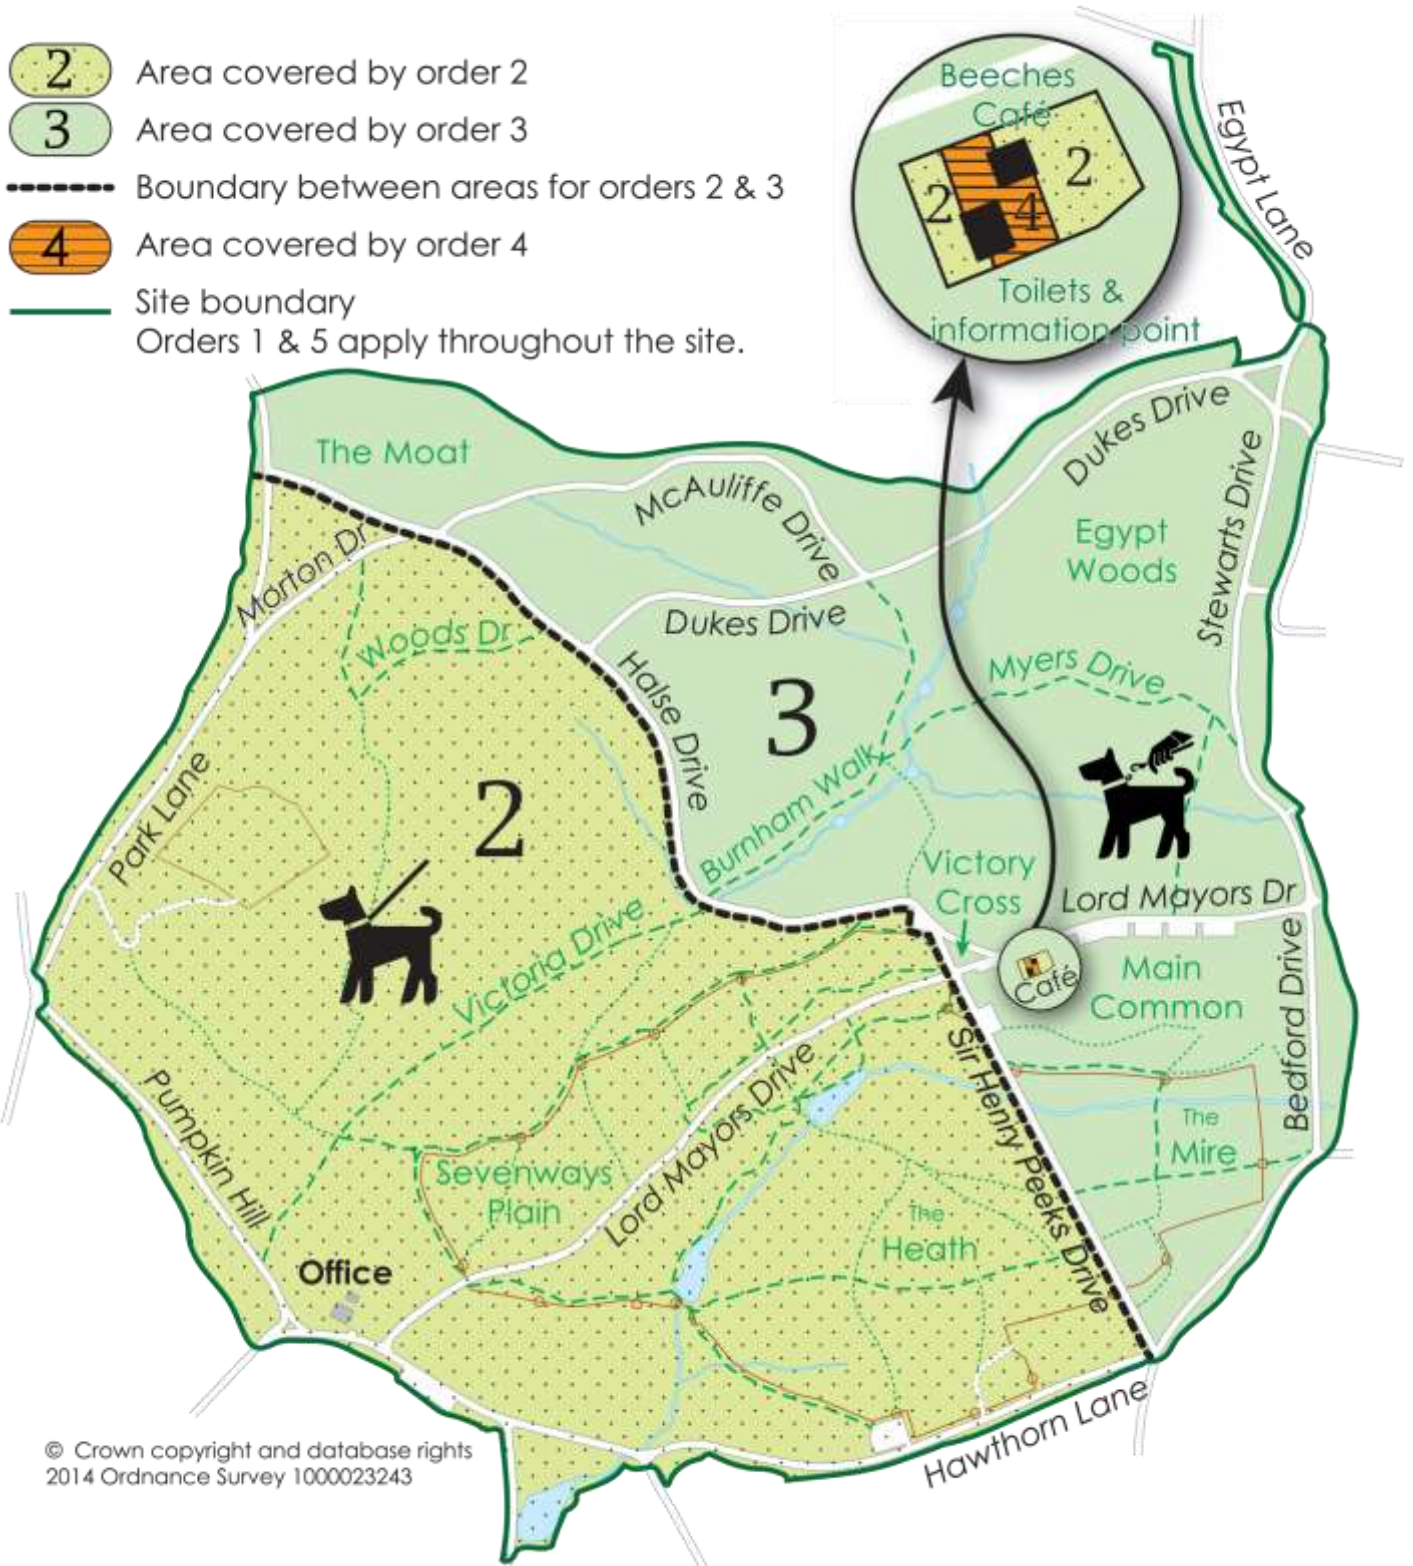 2 Area covered by order 2
3 Area covered by order 3
Boundary between areas for orders 2 & 3
4 Area covered by order 4
Site boundary
Orders 1 & 5 apply throughout the site.
Beeches
Café
2
2
4
Toilets &
information point
Egypt Lane
The Moat
McAuliffe Drive
Dukes Drive
Stewarts Drive
Egypt
Woods
Morton Dr
Woods Dr
Dukes Drive
Halse Drive
3
Myers Drive
Park Lane
2
Burnham Walk
Victory
Cross
Lord Mayors Dr
Victoria Drive
Café
Main
Common
Bedford Drive
Pumpkin Hill
Sevenways
Plain
Lord Mayors Drive
Sir Henry Peeks Drive
The
Mire
The
Heath
Office
Hawthorn Lane
© Crown copyright and database rights
2014 Ordnance Survey 1000023243